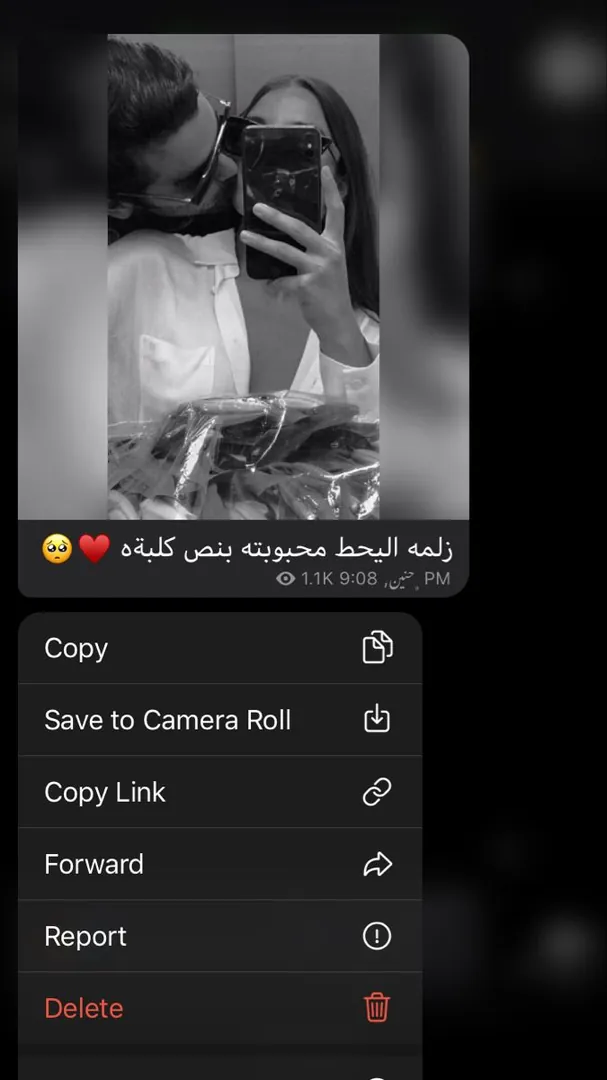 زلمه اليحط محبوبته بنص كلبةه ♥️ 🥺
1.1K 9:08 حنين, PM
Copy
Save to Camera Roll
Copy Link
Forward
Report
Delete